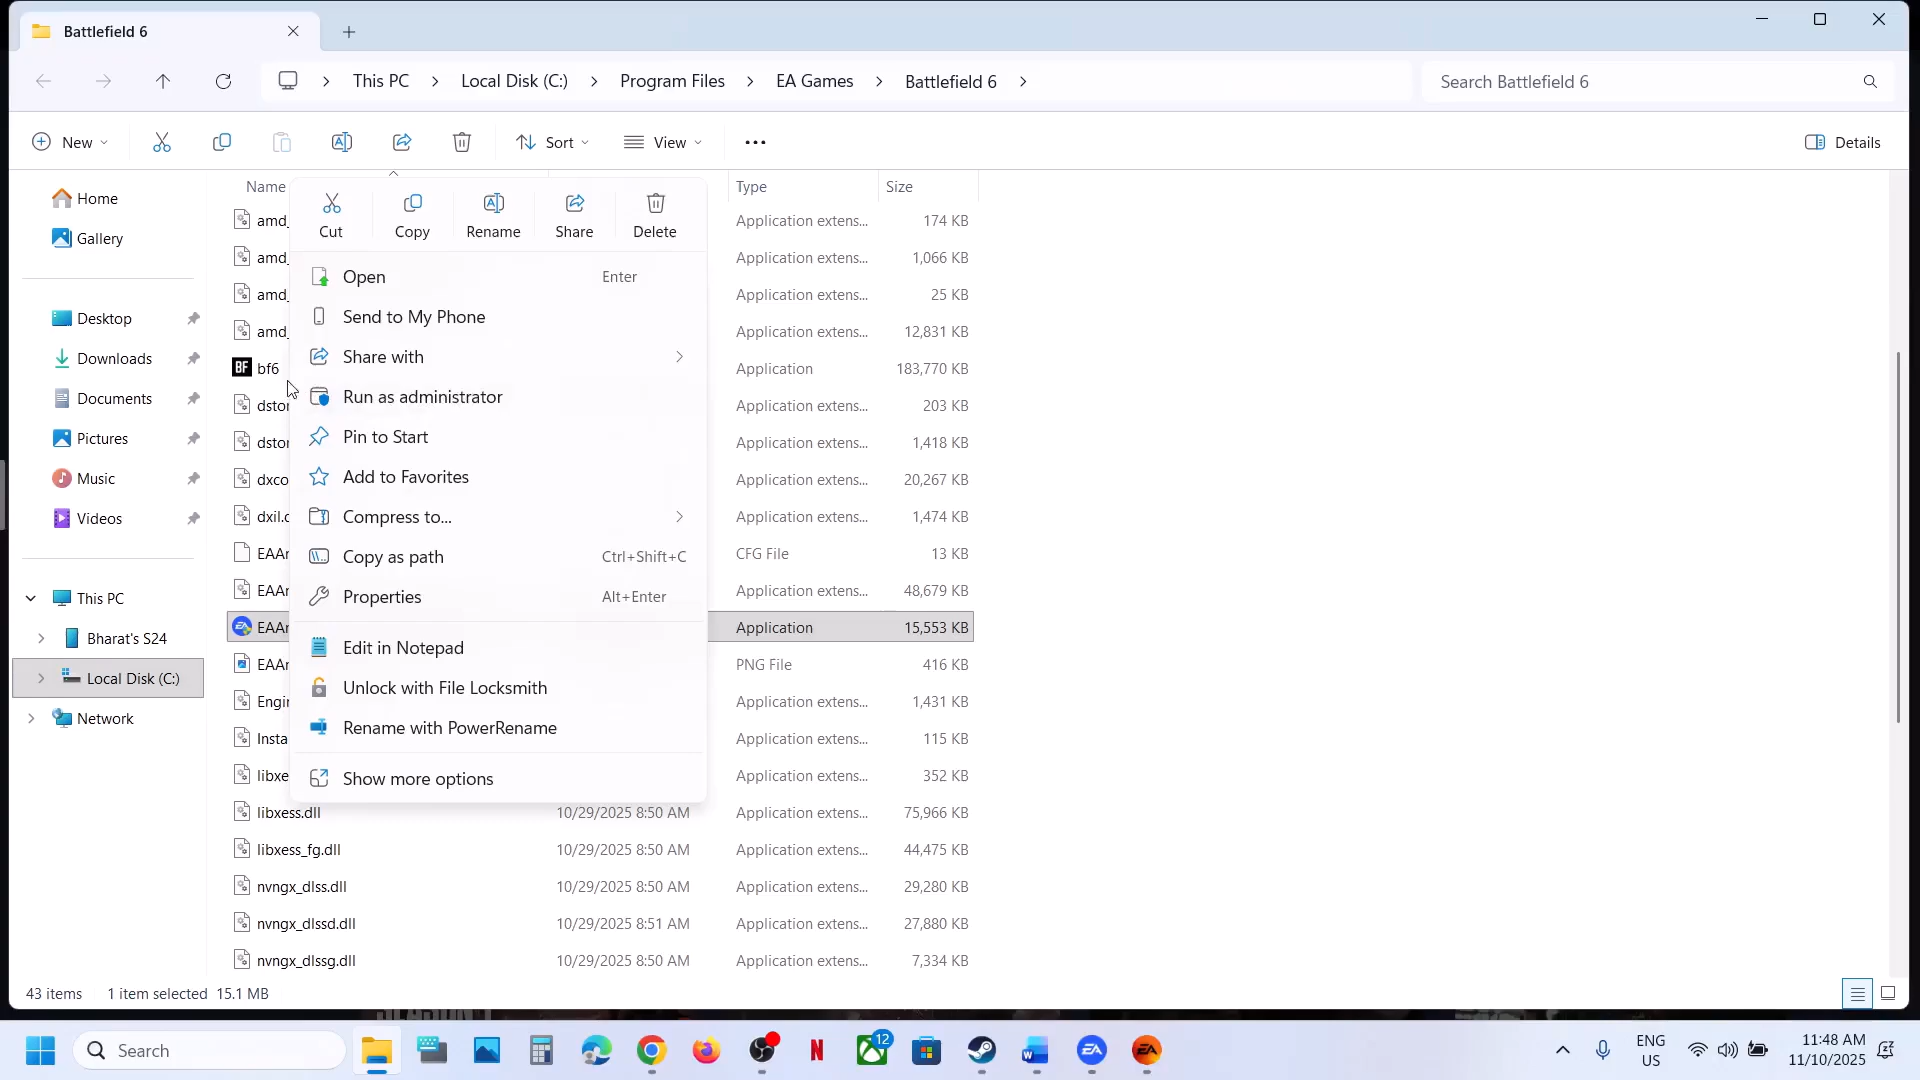 Battlefield 6
This PC
Local Disk (C:)
Program Files
EA Games
Battlefield 6
Search Battlefield 6
New
Sort
View
Details
Home
Gallery
Desktop
Downloads
Documents
Pictures
Music
Videos
This PC
Bharat's S24
Local Disk (C:)
Network
Name Type Size
amd_ Application extens... 174 KB
amd_ Application extens... 1,066 KB
amd_ Application extens... 25 KB
amd_ Application extens... 12,831 KB
BF bf6 Application 183,770 KB
dstor Application extens... 203 KB
dstor Application extens... 1,418 KB
dxco Application extens... 20,267 KB
dxil.d Application extens... 1,474 KB
EAAn CFG File 13 KB
EAAn Application extens... 48,679 KB
EA EAAn Application 15,553 KB
EAAn PNG File 416 KB
Engin Application extens... 1,431 KB
Insta Application extens... 115 KB
libxe Application extens... 352 KB
libxess.dll 10/29/2025 8:50 AM Application extens... 75,966 KB
libxess_fg.dll 10/29/2025 8:50 AM Application extens... 44,475 KB
nvngx_dlss.dll 10/29/2025 8:50 AM Application extens... 29,280 KB
nvngx_dlssd.dll 10/29/2025 8:51 AM Application extens... 27,880 KB
nvngx_dlssg.dll 10/29/2025 8:50 AM Application extens... 7,334 KB
Cut
Copy
Rename
Share
Delete
Open Enter
Send to My Phone
Share with
Run as administrator
Pin to Start
Add to Favorites
Compress to...
Copy as path Ctrl+Shift+C
Properties Alt+Enter
Edit in Notepad
Unlock with File Locksmith
Rename with PowerRename
Show more options
43 items 1 item selected 15.1 MB
Search
12
ENG
US
11:48 AM
11/10/2025